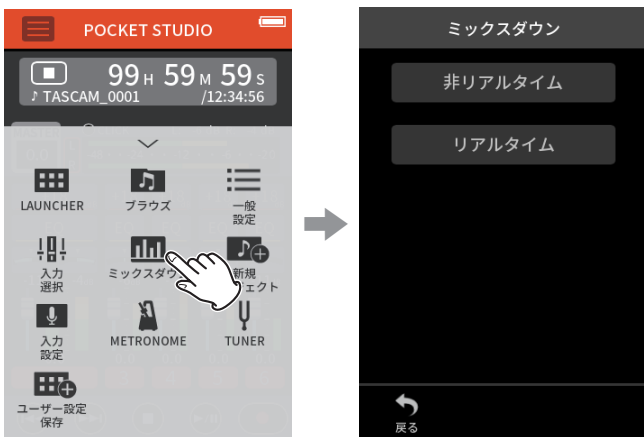 POCKET STUDIO
99H 59M 59S
♪ TASCAM_0001 /12:34:56
LAUNCHER
ブラウズ
一般
設定
入力
選択
ミックスダウ
新規
ェクト
入力
設定
METRONOME
TUNER
ユーザー設定
保存
ミックスダウン
非リアルタイム
リアルタイム
戻る